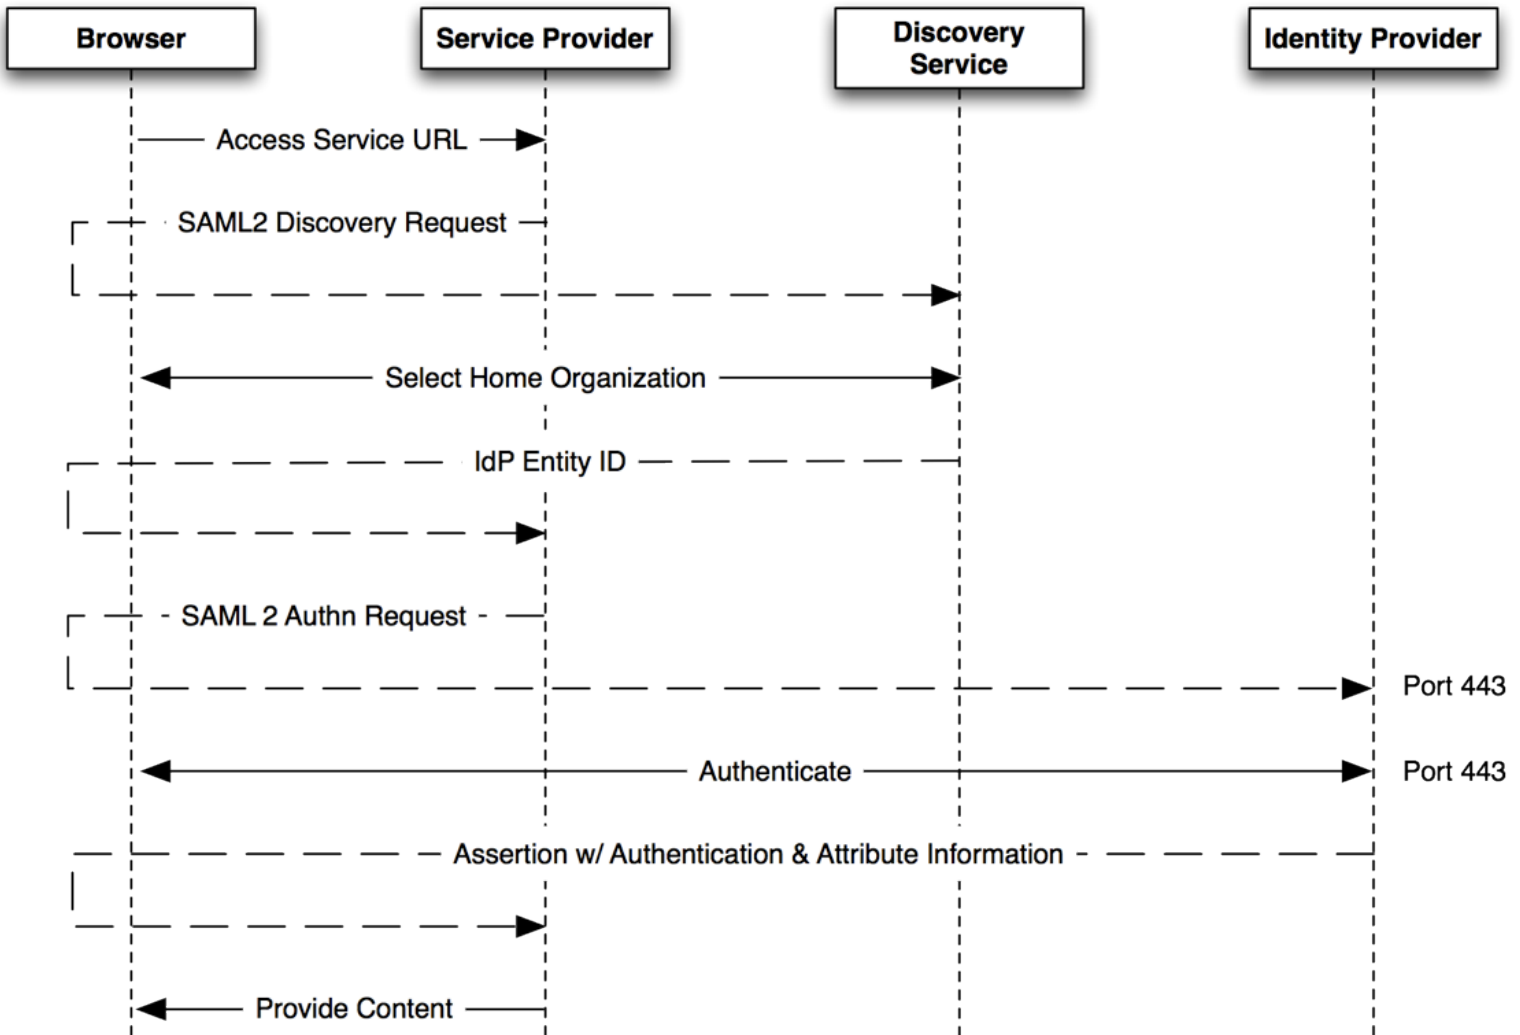 Browser
Service Provider
Discovery
Service
Identity Provider
Access Service URL
SAML2 Discovery Request
Select Home Organization
IdP Entity ID
SAML 2 Authn Request
Port 443
Authenticate
Port 443
Assertion w/ Authentication & Attribute Information
Provide Content